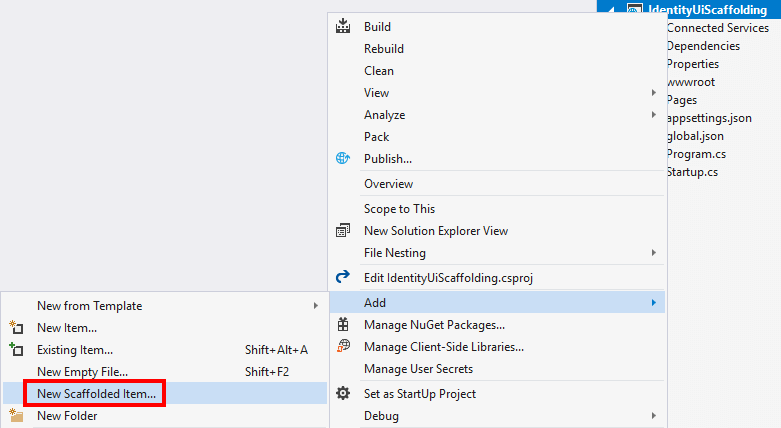 IdentityUiScaffolding
Connected Services
Dependencies
Properties
wwwroot
Pages
appsettings.json
global.json
Program.cs
Startup.cs
Build
Rebuild
Clean
View
Analyze
Pack
Publish...
Overview
Scope to This
New Solution Explorer View
File Nesting
Edit IdentityUiScaffolding.csproj
Add
Manage NuGet Packages...
Manage Client-Side Libraries...
Manage User Secrets
Set as StartUp Project
Debug
New from Template
New Item...
Existing Item... Shift+Alt+A
New Empty File... Shift+F2
New Scaffolded Item...
New Folder